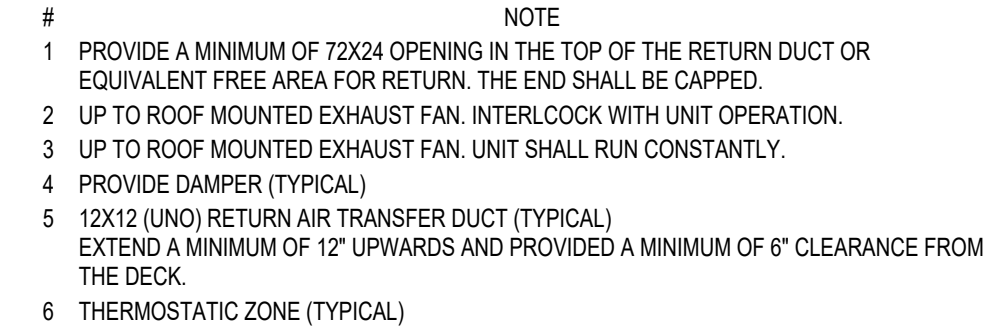 # NOTE
1 PROVIDE A MINIMUM OF 72X24 OPENING IN THE TOP OF THE RETURN DUCT OR
EQUIVALENT FREE AREA FOR RETURN. THE END SHALL BE CAPPED.
2 UP TO ROOF MOUNTED EXHAUST FAN. INTERLCOCK WITH UNIT OPERATION.
3 UP TO ROOF MOUNTED EXHAUST FAN. UNIT SHALL RUN CONSTANTLY.
4 PROVIDE DAMPER (TYPICAL)
5 12X12 (UNO) RETURN AIR TRANSFER DUCT (TYPICAL)
EXTEND A MINIMUM OF 12" UPWARDS AND PROVIDED A MINIMUM OF 6" CLEARANCE FROM
THE DECK.
6 THERMOSTATIC ZONE (TYPICAL)